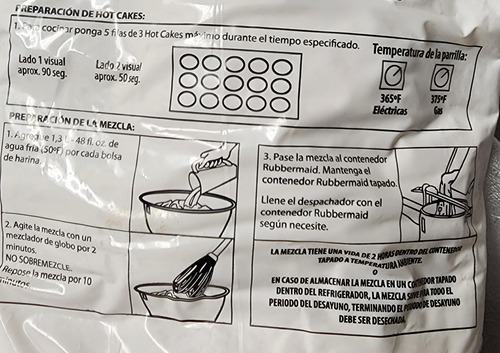 PREPARACIÓN DE HOT CAKES:
cocinar ponga 5 filas de 3 Hot Cakes máximo durante el tiempo especificado.
Lado 1 visual
aprox. 90 seg.
Lado 2 visual
aprox. 50 seg.
Temperatura de la parrilla:
365ºF
Eléctricas
375ºF
Gas
PREPARACIÓN DE LA MEZCLA:
1. Agregue 1,3 L - 48 fl. oz. de
agua fría (50ºF) por cada bolsa
de harina.
2. Agite la mezcla con un
mezclador de globo por 2
minutos.
NO SOBREMEZCLE.
Repose la mezcla por 10
minutos.
3. Pase la mezcla al contenedor
Rubbermaid. Mantenga el
contenedor Rubbermaid tapado.
Llene el despachador con el
contenedor Rubbermaid
según necesite.
LA MEZCLA TIENE UNA VIDA DE 2 HORAS DENTRO DEL CONTENEDOR
TAPADO A TEMPERATURA AMBIENTE.
O
EN CASO DE ALMACENAR LA MEZCLA EN UN CONTENEDOR TAPADO
DENTRO DEL REFRIGERADOR, LA MEZCLA PARA TODO EL
PERIODO DEL DESAYUNO, TERMINANDO EL PERIODO DE DESAYUNO
DEBE SER DESECHADA.